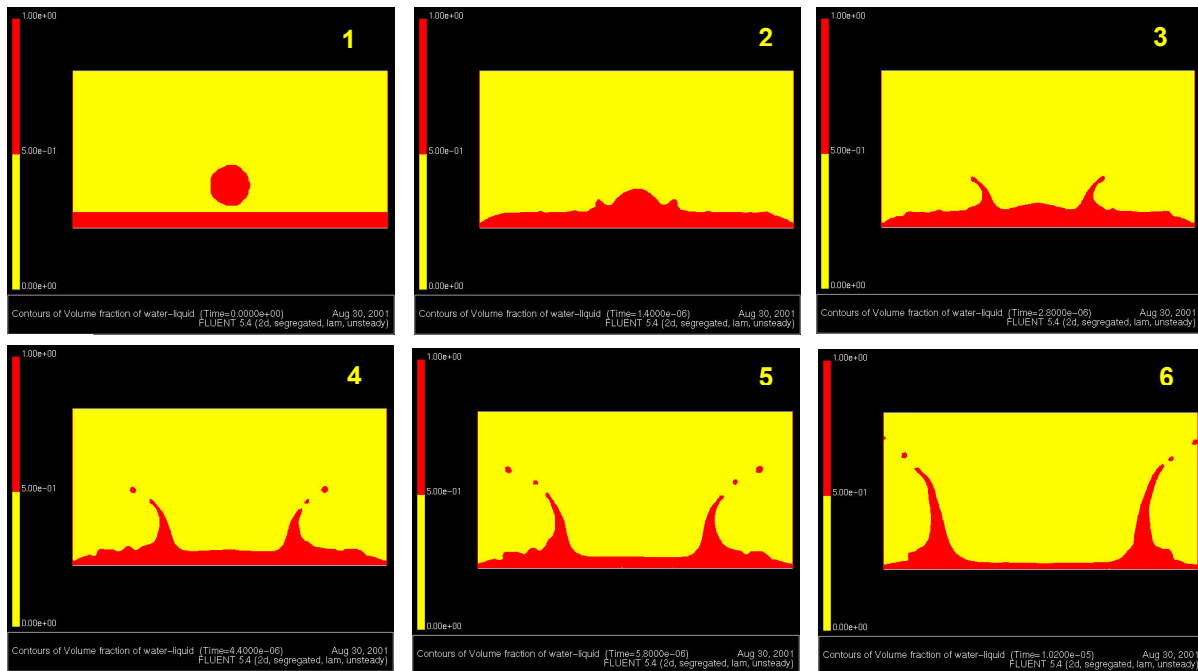 1.00e+00
1
5.00e-01
0.00e+00
Contours of Volume fraction of water-liquid (Time=0.0000e+00) Aug 30, 2001
FLUENT 5.4 (2d, segregated, lam, unsteady)
1.00e+00
2
5.00e-01
0.00e+00
Contours of Volume fraction of water-liquid (Time=1.4000e-06) Aug 30, 2001
FLUENT 5.4 (2d, segregated, lam, unsteady)
1.00e+00
3
5.00e-01
0.00e+00
Contours of Volume fraction of water-liquid (Time=2.8000e-06) Aug 30, 2001
FLUENT 5.4 (2d, segregated, lam, unsteady)
1.00e+00
4
5.00e-01
0.00e+00
Contours of Volume fraction of water-liquid (Time=4.4000e-06) Aug 30, 2001
FLUENT 5.4 (2d, segregated, lam, unsteady)
1.00e+00
5
5.00e-01
0.00e+00
Contours of Volume fraction of water-liquid (Time=5.8000e-06) Aug 30, 2001
FLUENT 5.4 (2d, segregated, lam, unsteady)
1.00e+00
6
5.00e-01
0.00e+00
Contours of Volume fraction of water-liquid (Time=1.0200e-05) Aug 30, 2001
FLUENT 5.4 (2d, segregated, lam, unsteady)